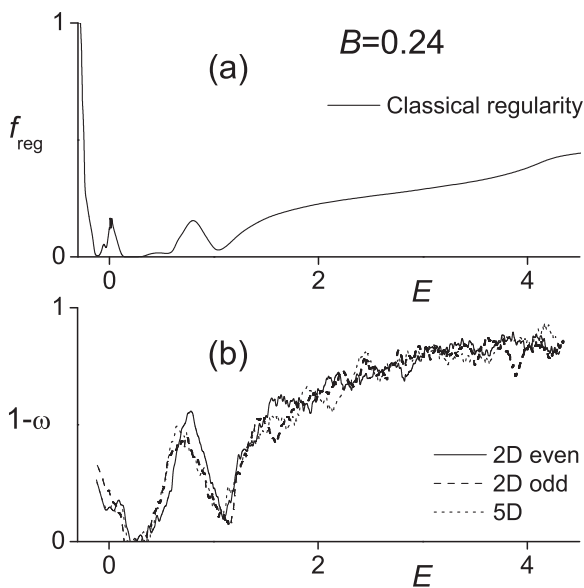 1
B=0.24
(a)
Classical regularity
f_reg
0
0
2
4
E
1
(b)
1-ω
2D even
2D odd
5D
0
0
2
4
E